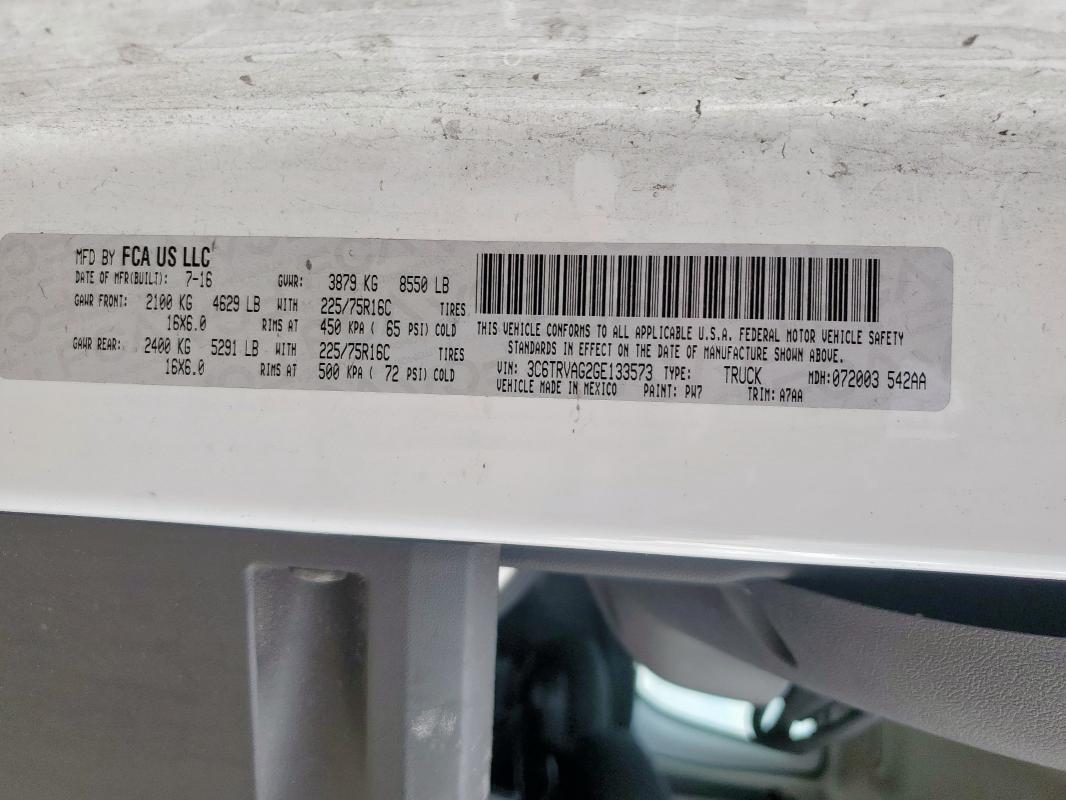 MFD BY FCA US LLC
DATE OF MFR(BUILT): 7-16 GVWR: 3879 KG 8550 LB
GAWR FRONT: 2100 KG 4629 LB WITH 225/75R16C TIRES
16X6.0 RIMS AT 450 KPA ( 65 PSI) COLD
GAWR REAR: 2400 KG 5291 LB WITH 225/75R16C TIRES
16X6.0 RIMS AT 500 KPA ( 72 PSI) COLD
THIS VEHICLE CONFORMS TO ALL APPLICABLE U.S.A. FEDERAL MOTOR VEHICLE SAFETY
STANDARDS IN EFFECT ON THE DATE OF MANUFACTURE SHOWN ABOVE.
VIN: 3C6TRVAG2GE133573 TYPE: TRUCK MDH:072003 542AA
VEHICLE MADE IN MEXICO PAINT: PW7 TRIM: A7AA